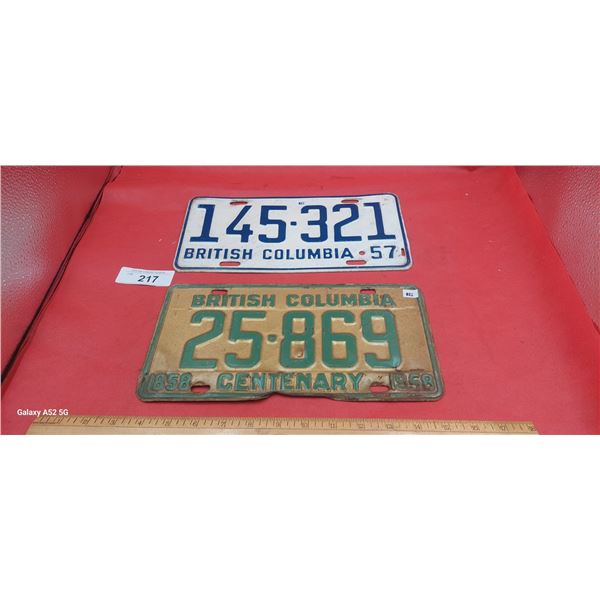 145-321
BRITISH COLUMBIA · 57
217
BRITISH COLUMBIA
25·869
1858 CENTENARY 1958
Galaxy A52 5G